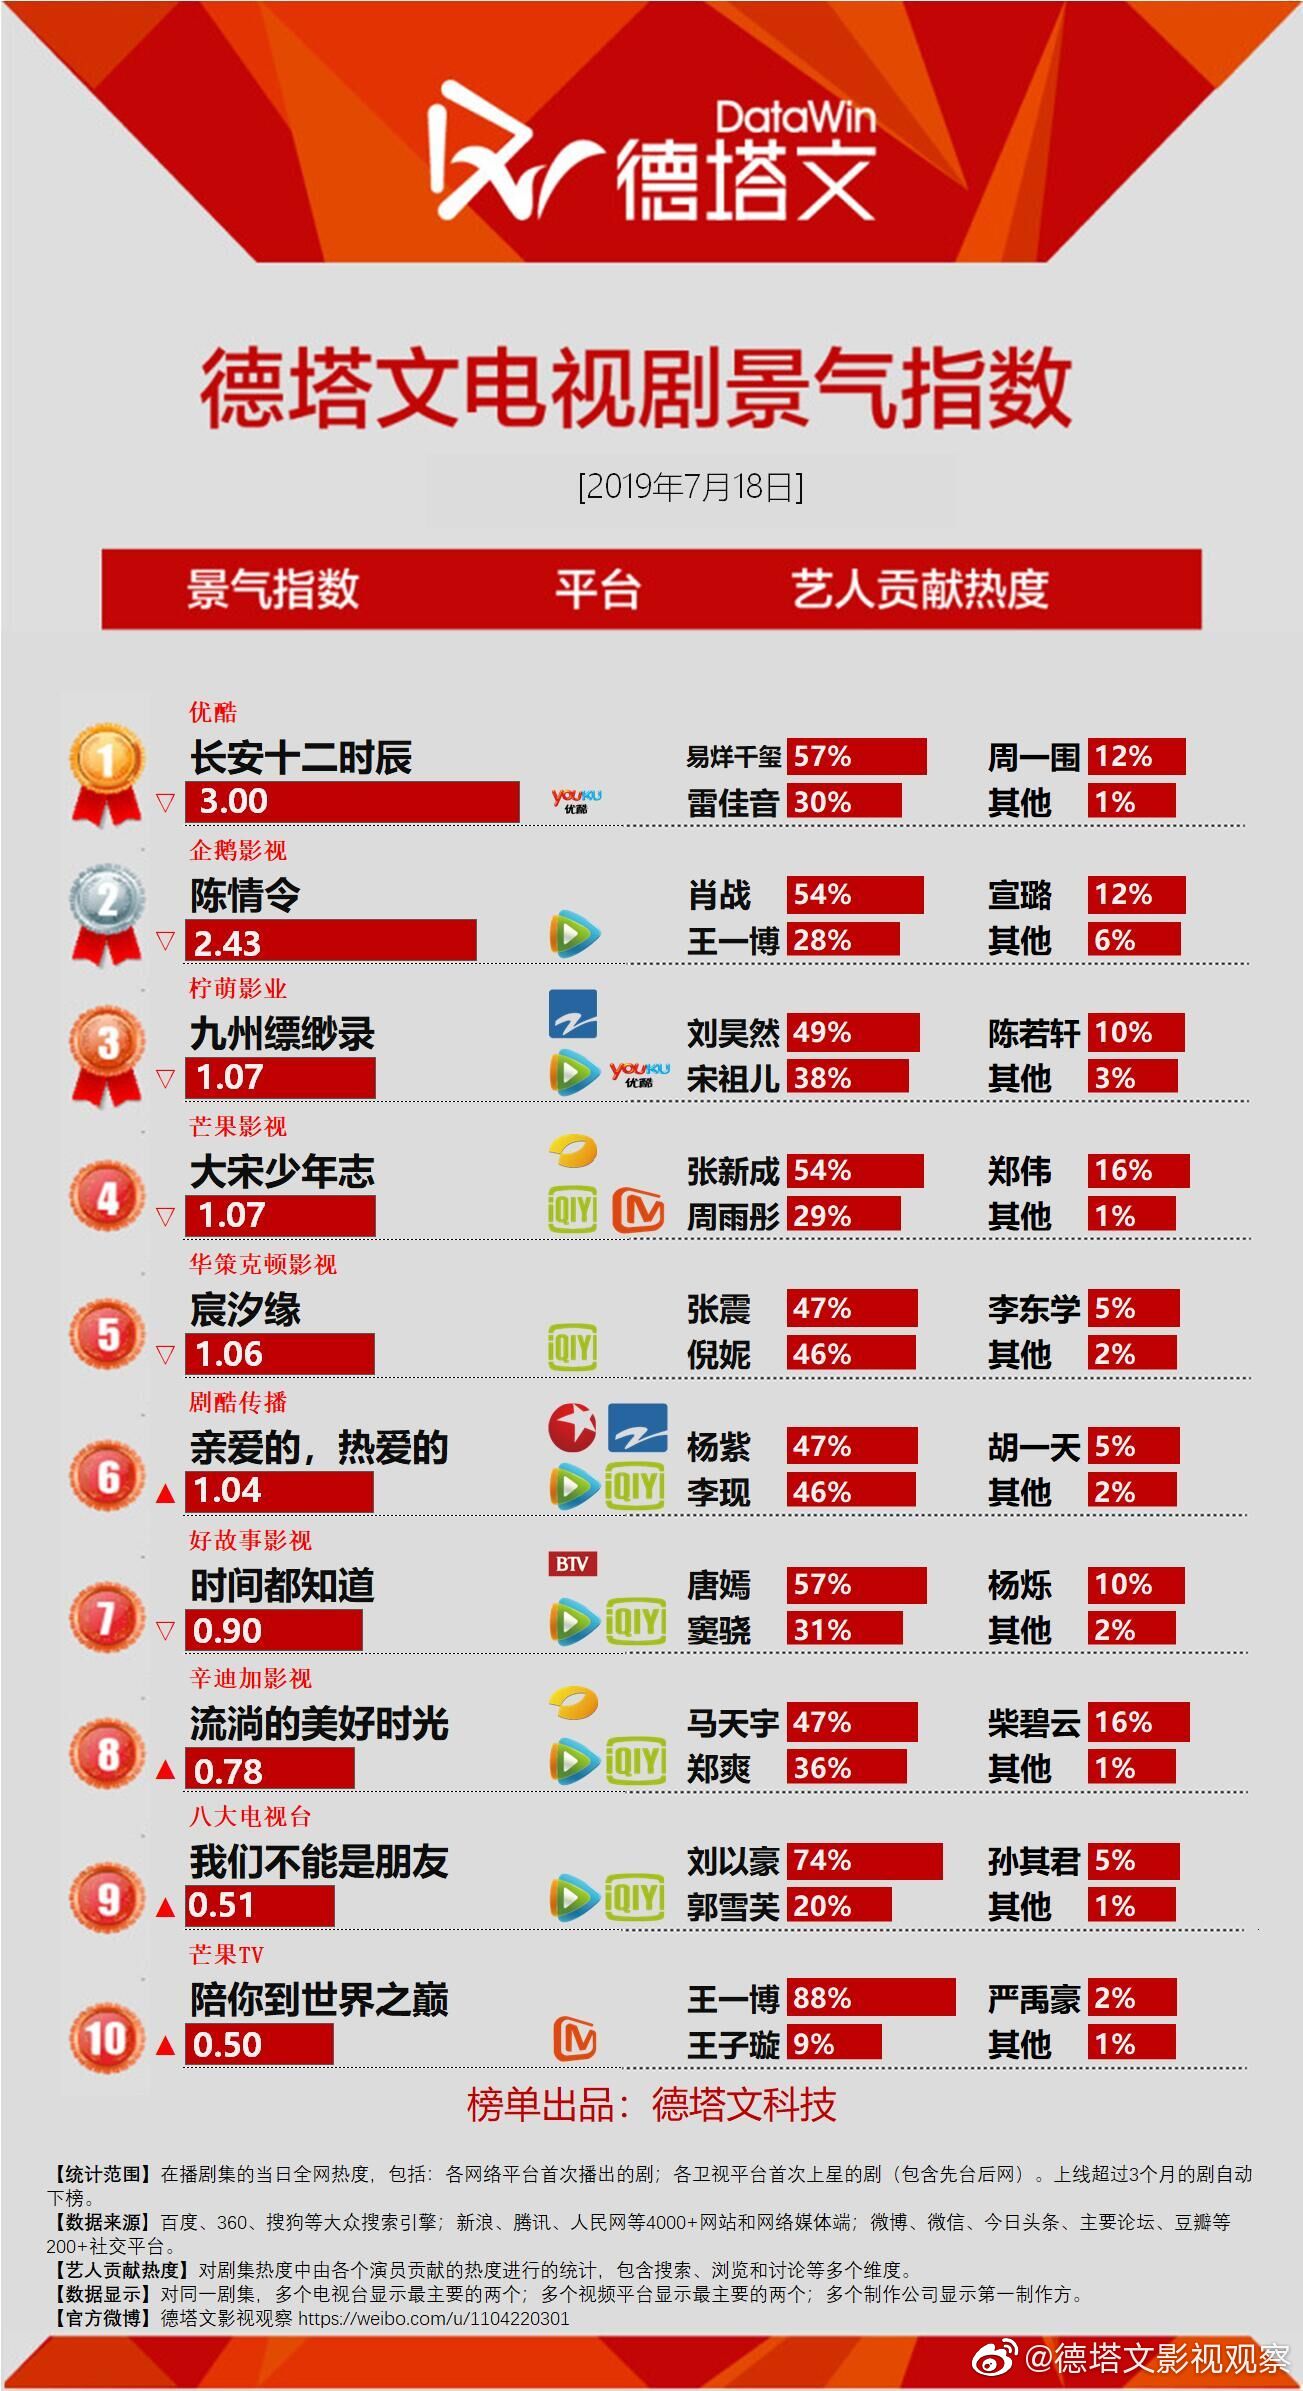 DataWin
德塔文
德塔文电视剧景气指数
[2019年7月18日]
景气指数 平台 艺人贡献热度
优酷
1 长安十二时辰 易烊千玺 57% 周一围 12%
▽ 3.00 YOUKU 优酷 雷佳音 30% 其他 1%
企鹅影视
2 陈情令 肖战 54% 宣璐 12%
▽ 2.43 王一博 28% 其他 6%
柠萌影业
3 九州缥缈录 刘昊然 49% 陈若轩 10%
▽ 1.07 YOUKU 优酷 宋祖儿 38% 其他 3%
芒果影视
4 大宋少年志 张新成 54% 郑伟 16%
▽ 1.07 iQIYI 周雨彤 29% 其他 1%
华策克顿影视
5 宸汐缘 张震 47% 李东学 5%
▽ 1.06 iQIYI 倪妮 46% 其他 2%
剧酷传播
6 亲爱的，热爱的 杨紫 47% 胡一天 5%
▲ 1.04 iQIYI 李现 46% 其他 2%
好故事影视
7 时间都知道 BTV 唐嫣 57% 杨烁 10%
▽ 0.90 iQIYI 窦骁 31% 其他 2%
辛迪加影视
8 流淌的美好时光 马天宇 47% 柴碧云 16%
▲ 0.78 iQIYI 郑爽 36% 其他 1%
八大电视台
9 我们不能是朋友 刘以豪 74% 孙其君 5%
▲ 0.51 iQIYI 郭雪芙 20% 其他 1%
芒果TV
10 陪你到世界之巅 王一博 88% 严禹豪 2%
▲ 0.50 王子璇 9% 其他 1%
榜单出品：德塔文科技
【统计范围】在播剧集的当日全网热度，包括：各网络平台首次播出的剧；各卫视平台首次上星的剧（包含先台后网）。上线超过3个月的剧自动
下榜。
【数据来源】百度、360、搜狗等大众搜索引擎；新浪、腾讯、人民网等4000+网站和网络媒体端；微博、微信、今日头条、主要论坛、豆瓣等
200+社交平台。
【艺人贡献热度】对剧集热度中由各个演员贡献的热度进行的统计，包含搜索、浏览和讨论等多个维度。
【数据显示】对同一剧集，多个电视台显示最主要的两个；多个视频平台显示最主要的两个；多个制作公司显示第一制作方。
【官方微博】德塔文影视观察 https://weibo.com/u/1104220301
@德塔文影视观察